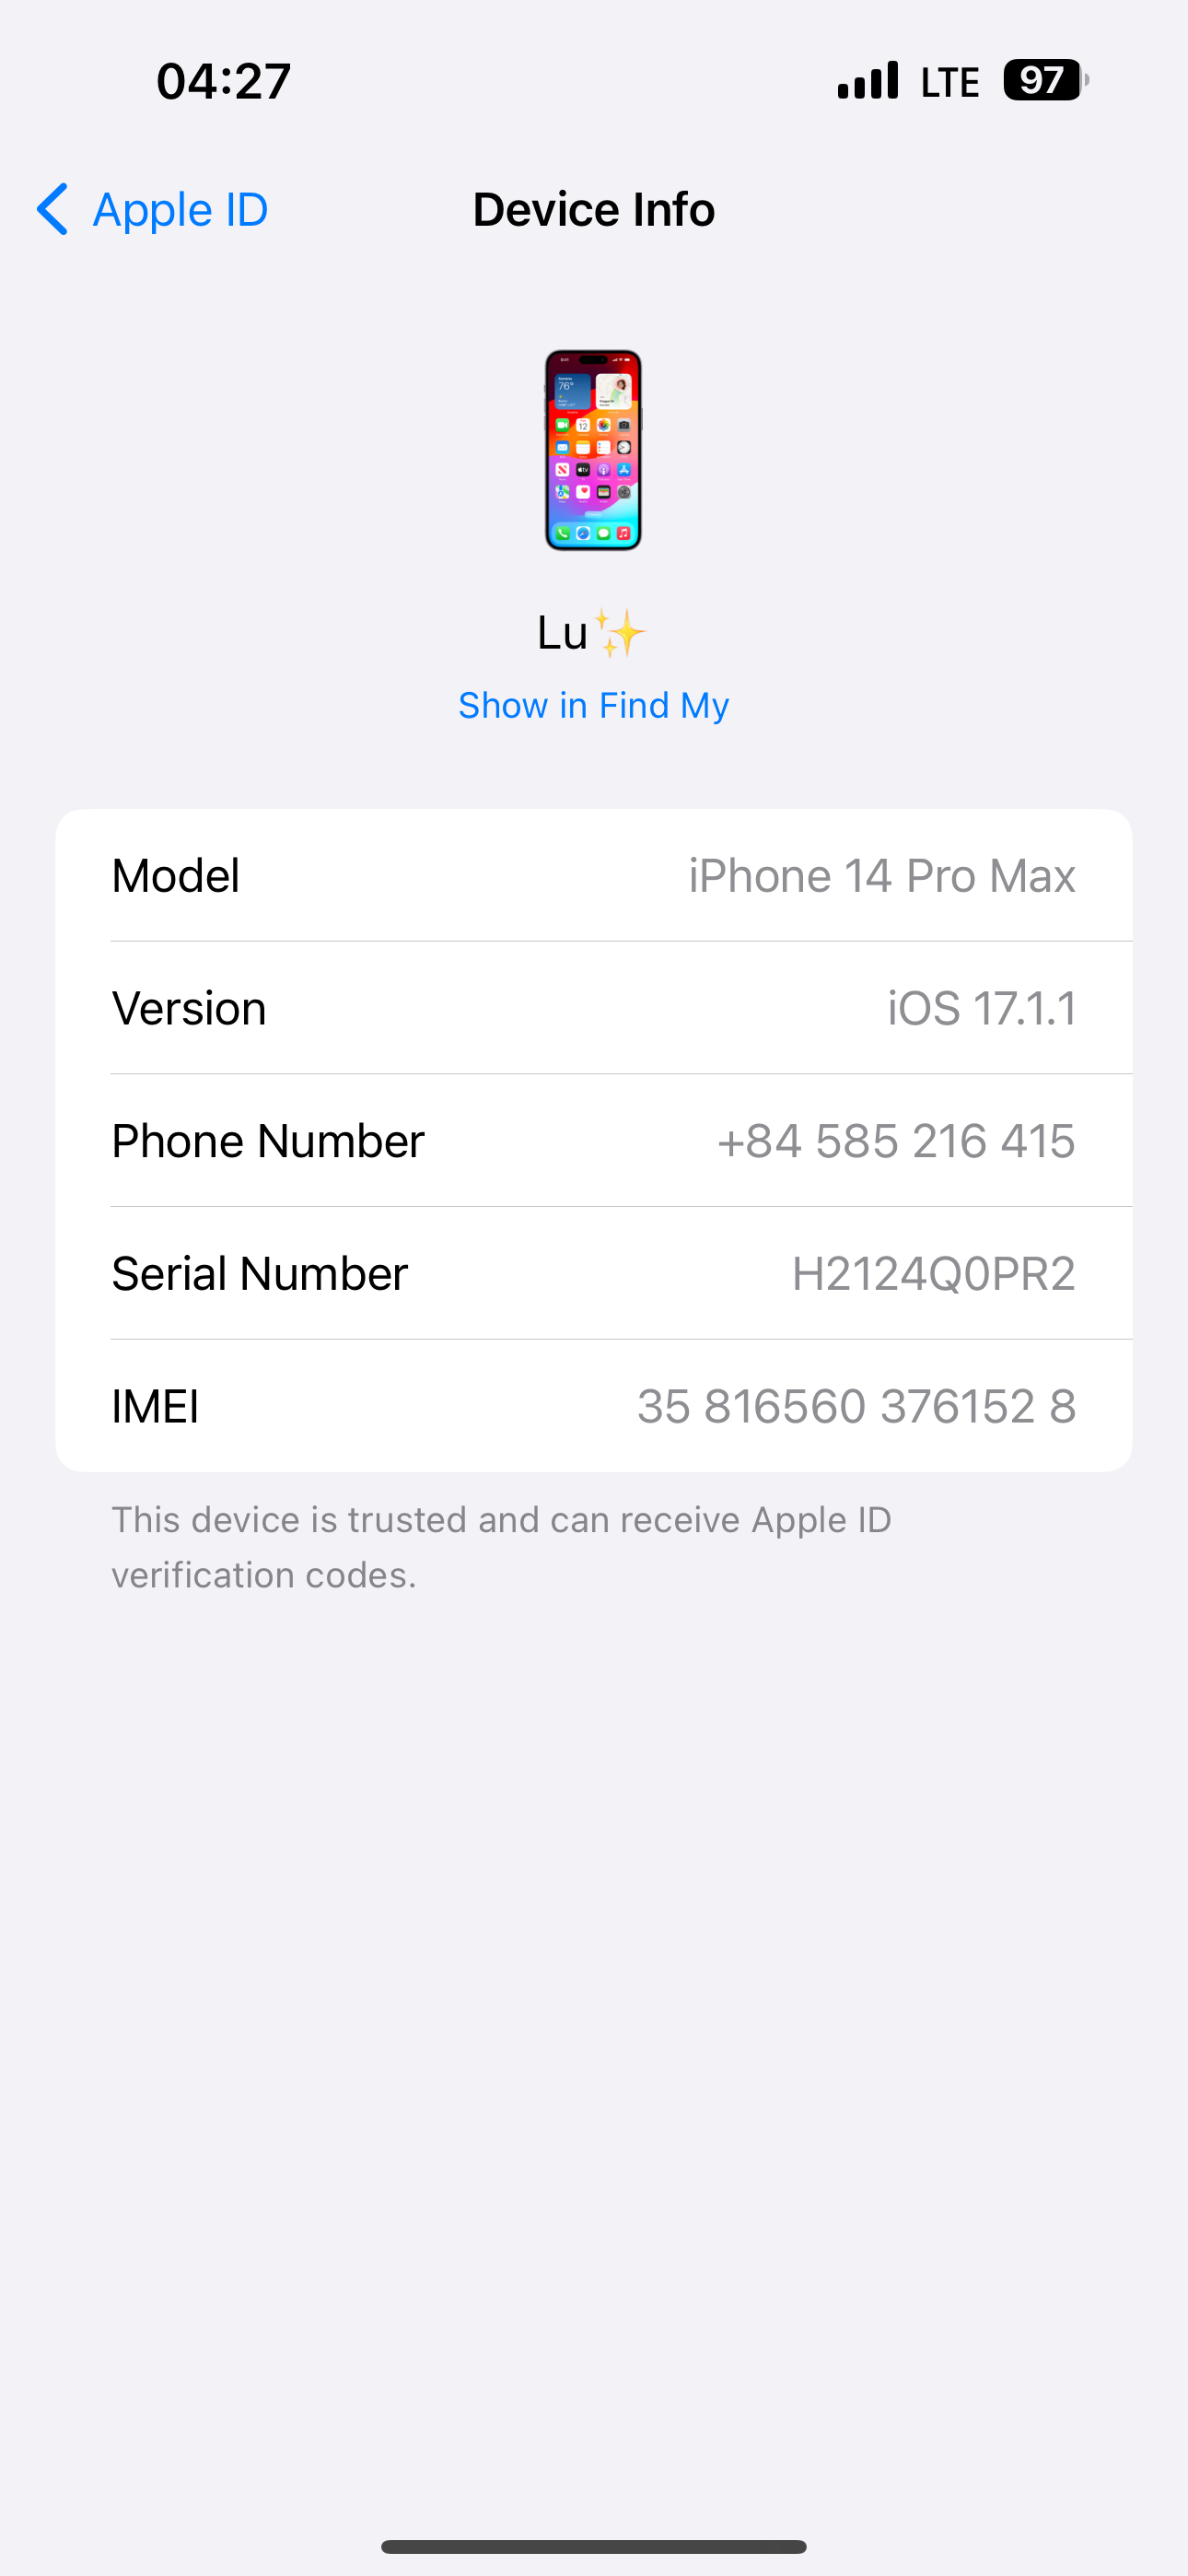 04:27 LTE 97
Apple ID Device Info
Lu✨
Show in Find My
Model iPhone 14 Pro Max
Version iOS 17.1.1
Phone Number +84 585 216 415
Serial Number H2124Q0PR2
IMEI 35 816560 376152 8
This device is trusted and can receive Apple ID
verification codes.